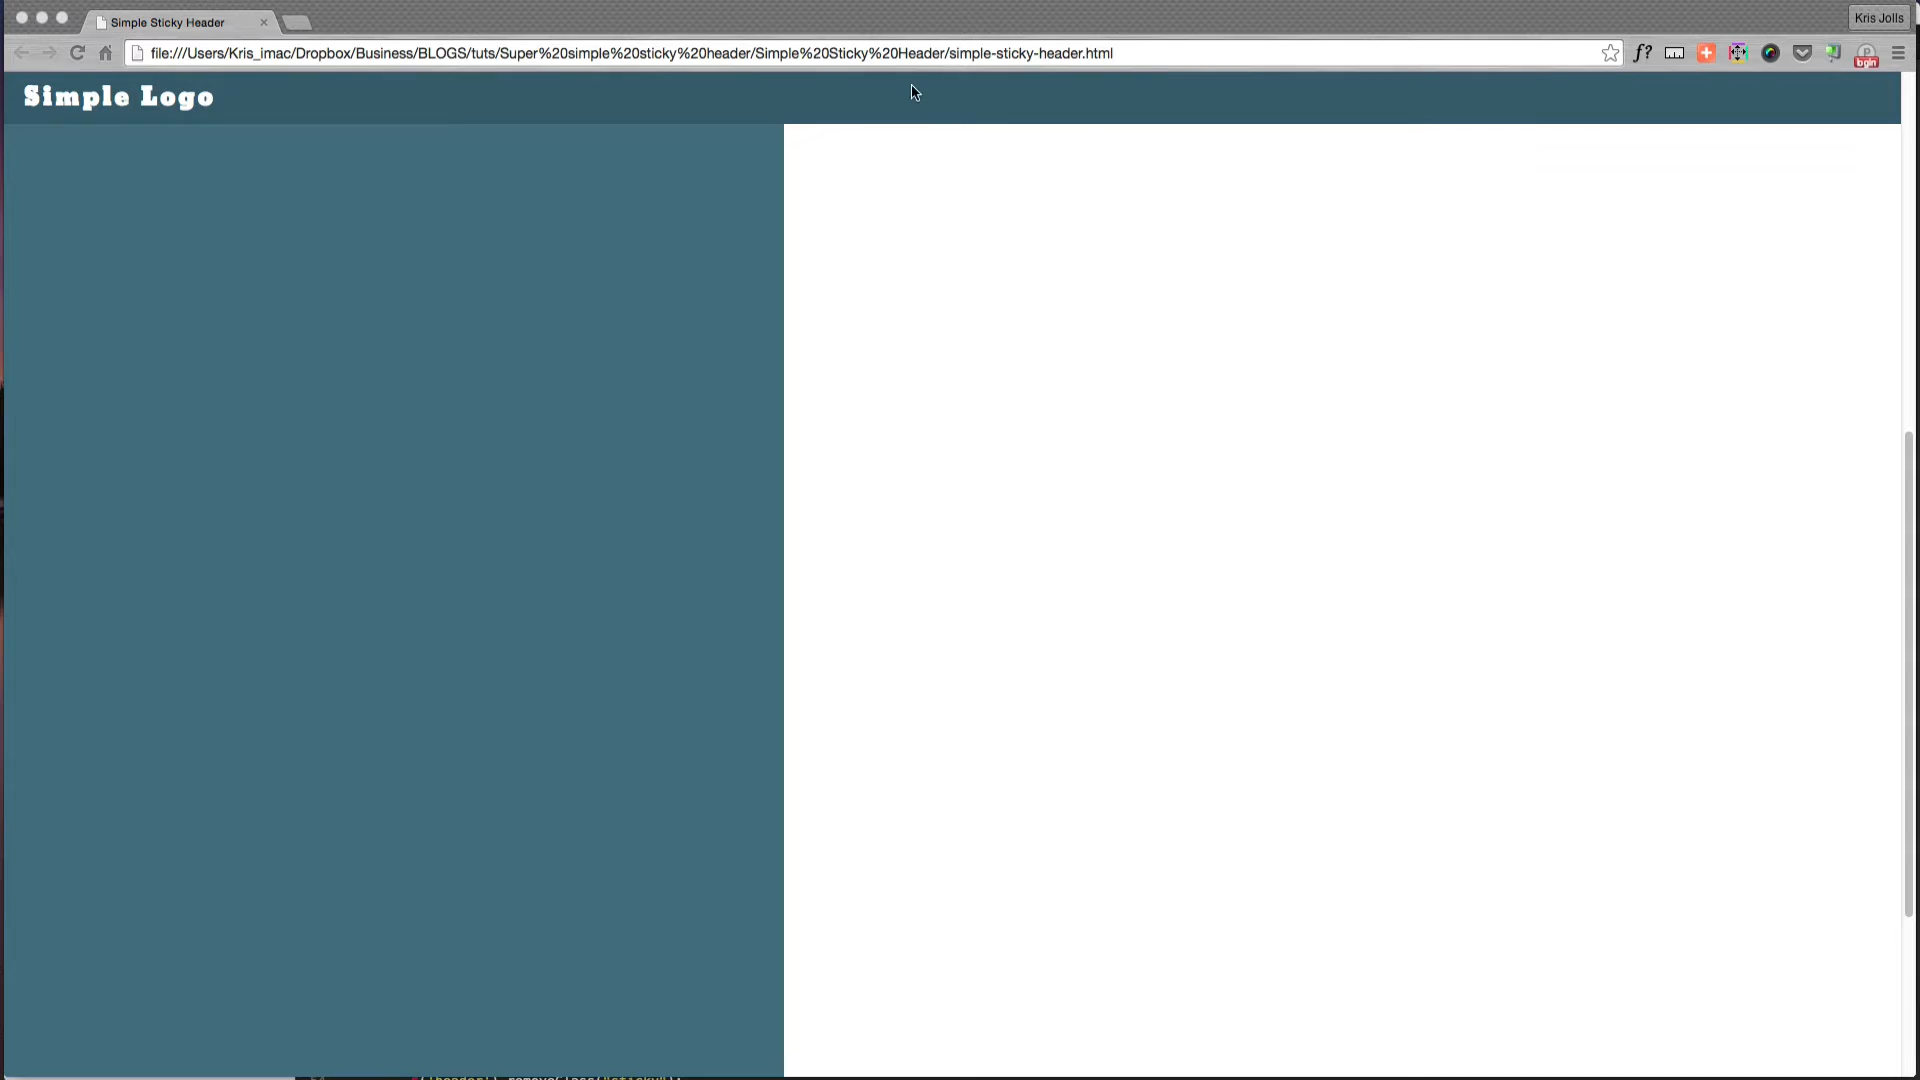 Simple Sticky Header
Kris Jolls
file:///Users/Kris_imac/Dropbox/Business/BLOGS/tuts/Super%20simple%20sticky%20header/Simple%20Sticky%20Header/simple-sticky-header.html
f?
bgin
Simple Logo